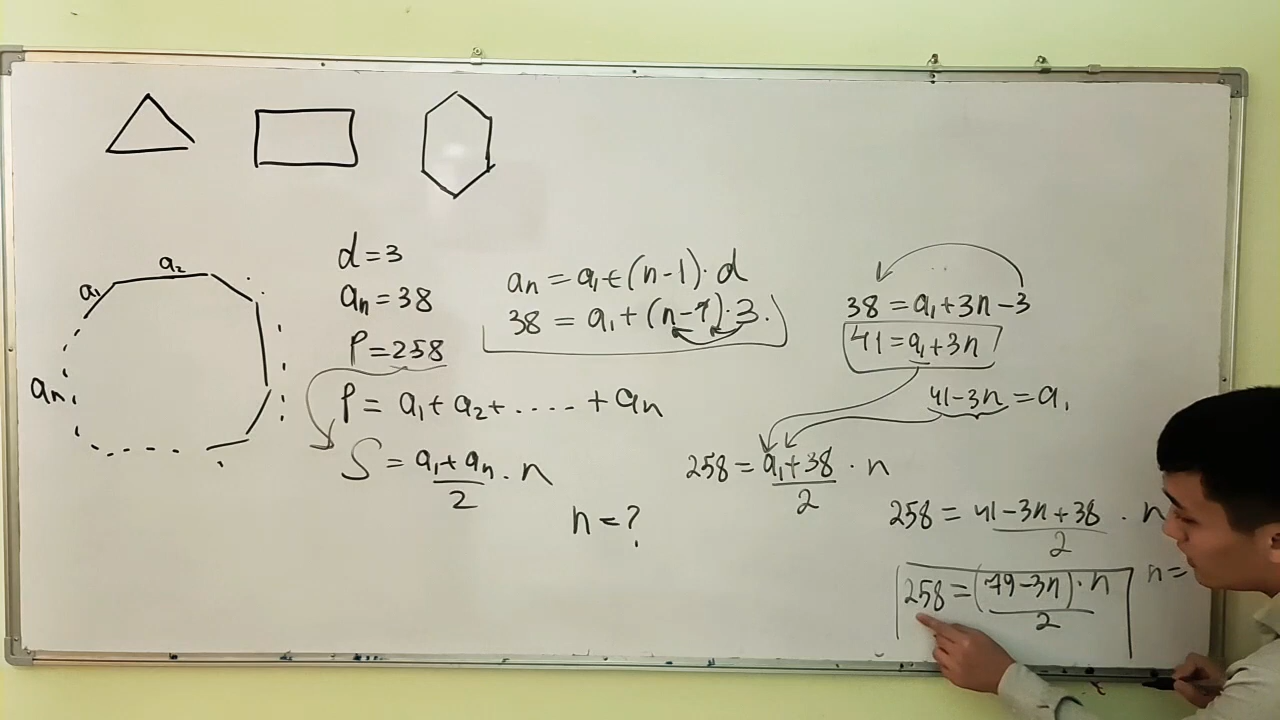 a₁
a₂
aₙ
d = 3
aₙ = 38
P = 258
P = a₁ + a₂ + .... + aₙ
S = (a₁ + aₙ)/2 · n
n = ?
aₙ = a₁ + (n-1) · d
38 = a₁ + (n-1) · 3.
38 = a₁ + 3n - 3
41 = a₁ + 3n
41 - 3n = a₁
258 = (a₁ + 38)/2 · n
258 = (41 - 3n + 38)/2 · n
258 = (79 - 3n) · n/2
n =